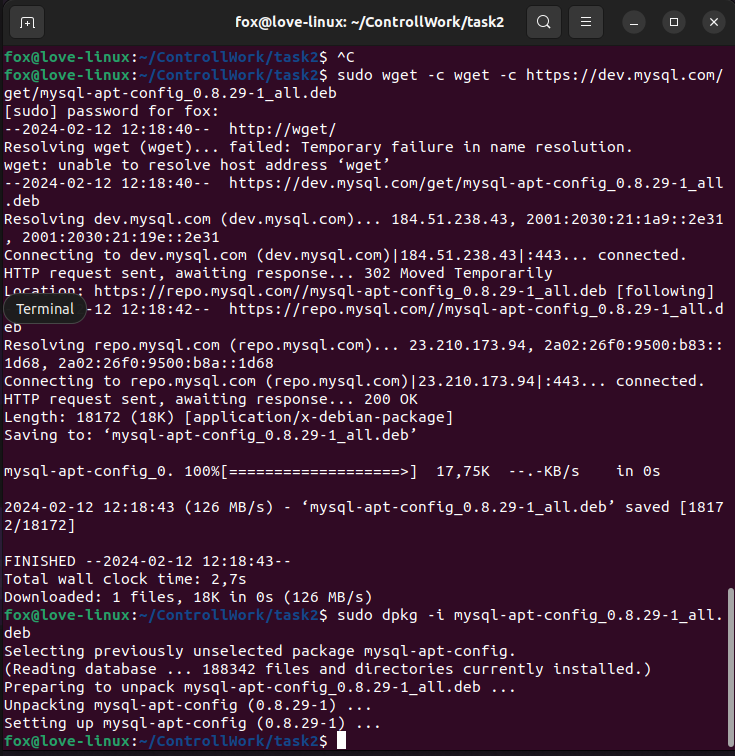 fox@love-linux: ~/ControllWork/task2
fox@love-linux:~/ControllWork/task2$ ^C
fox@love-linux:~/ControllWork/task2$ sudo wget -c wget -c https://dev.mysql.com/
get/mysql-apt-config_0.8.29-1_all.deb
[sudo] password for fox:
--2024-02-12 12:18:40--  http://wget/
Resolving wget (wget)... failed: Temporary failure in name resolution.
wget: unable to resolve host address ‘wget’
--2024-02-12 12:18:40--  https://dev.mysql.com/get/mysql-apt-config_0.8.29-1_all
.deb
Resolving dev.mysql.com (dev.mysql.com)... 184.51.238.43, 2001:2030:21:1a9::2e31
, 2001:2030:21:19e::2e31
Connecting to dev.mysql.com (dev.mysql.com)|184.51.238.43|:443... connected.
HTTP request sent, awaiting response... 302 Moved Temporarily
Location: https://repo.mysql.com//mysql-apt-config_0.8.29-1_all.deb [following]
Terminal
-12 12:18:42--  https://repo.mysql.com//mysql-apt-config_0.8.29-1_all.d
eb
Resolving repo.mysql.com (repo.mysql.com)... 23.210.173.94, 2a02:26f0:9500:b83::
1d68, 2a02:26f0:9500:b8a::1d68
Connecting to repo.mysql.com (repo.mysql.com)|23.210.173.94|:443... connected.
HTTP request sent, awaiting response... 200 OK
Length: 18172 (18K) [application/x-debian-package]
Saving to: ‘mysql-apt-config_0.8.29-1_all.deb’
mysql-apt-config_0. 100%[===================>]  17,75K  --.-KB/s    in 0s
2024-02-12 12:18:43 (126 MB/s) - ‘mysql-apt-config_0.8.29-1_all.deb’ saved [1817
2/18172]
FINISHED --2024-02-12 12:18:43--
Total wall clock time: 2,7s
Downloaded: 1 files, 18K in 0s (126 MB/s)
fox@love-linux:~/ControllWork/task2$ sudo dpkg -i mysql-apt-config_0.8.29-1_all.
deb
Selecting previously unselected package mysql-apt-config.
(Reading database ... 188342 files and directories currently installed.)
Preparing to unpack mysql-apt-config_0.8.29-1_all.deb ...
Unpacking mysql-apt-config (0.8.29-1) ...
Setting up mysql-apt-config (0.8.29-1) ...
fox@love-linux:~/ControllWork/task2$